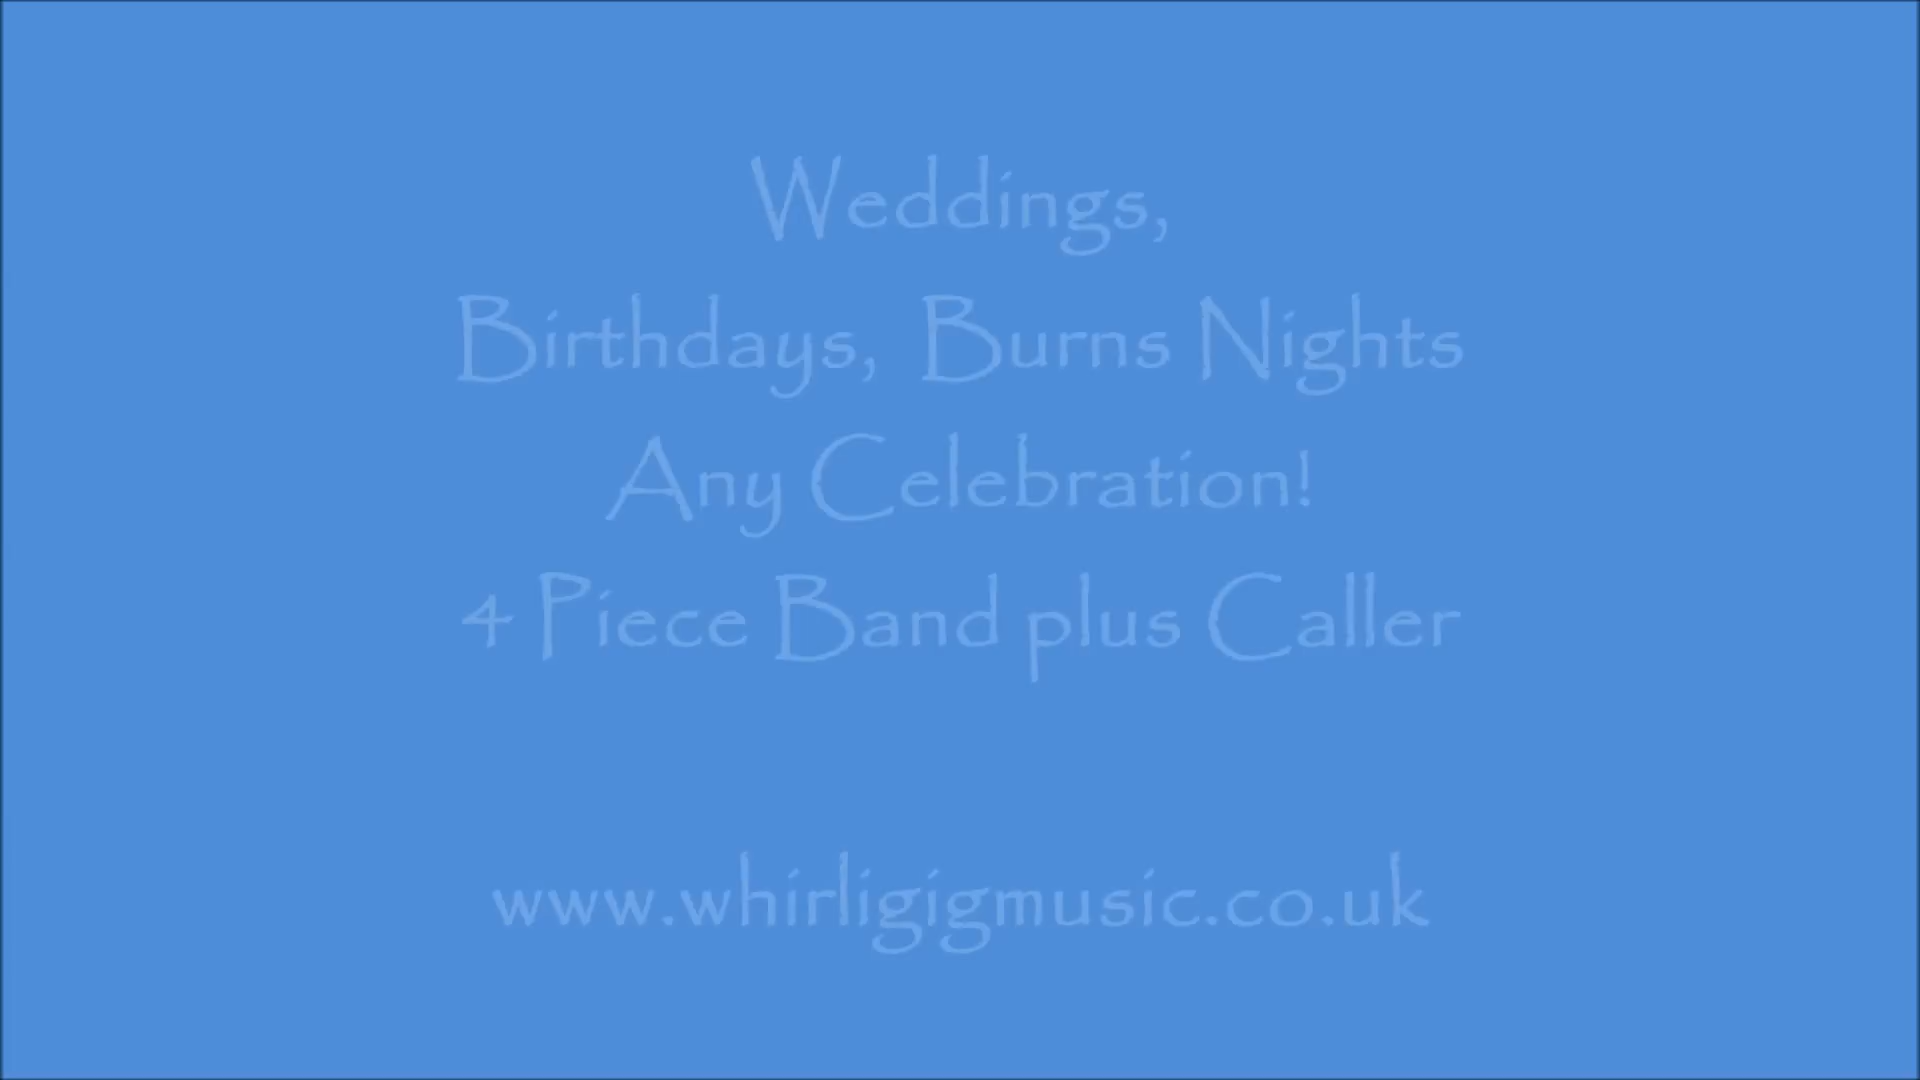 Weddings,
Birthdays, Burns Nights
Any Celebration!
4 Piece Band plus Caller
www.whirligigmusic.co.uk